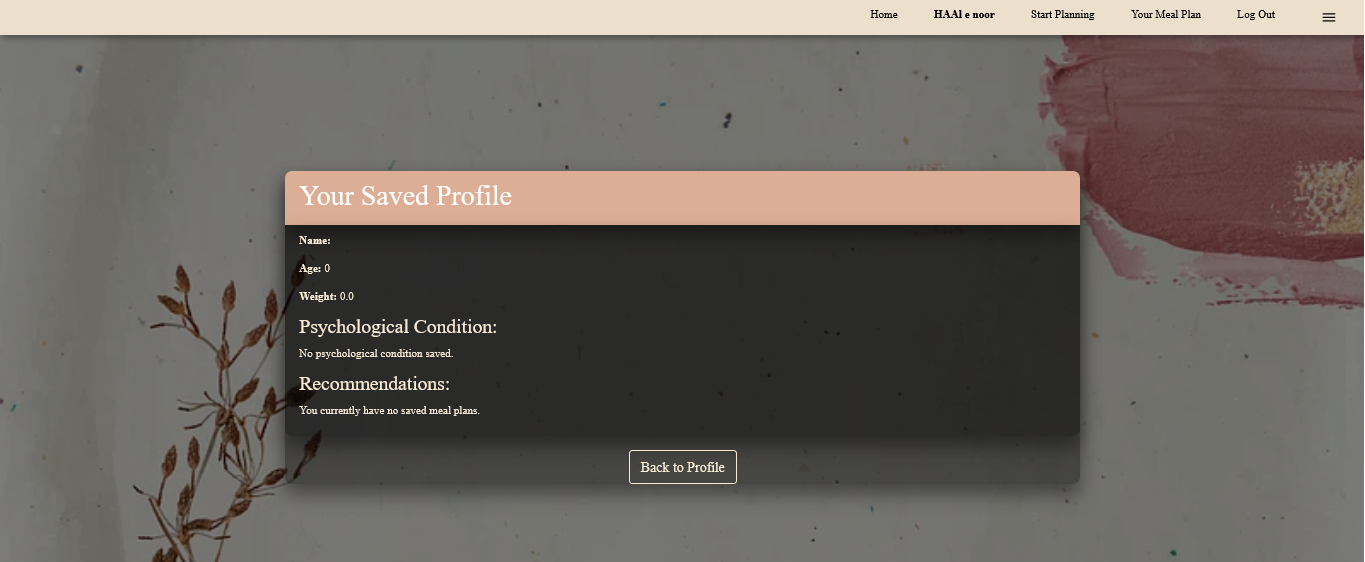 Home HAAl e noor Start Planning Your Meal Plan Log Out
Your Saved Profile
Name:
Age: 0
Weight: 0.0
Psychological Condition:
No psychological condition saved.
Recommendations:
You currently have no saved meal plans.
Back to Profile